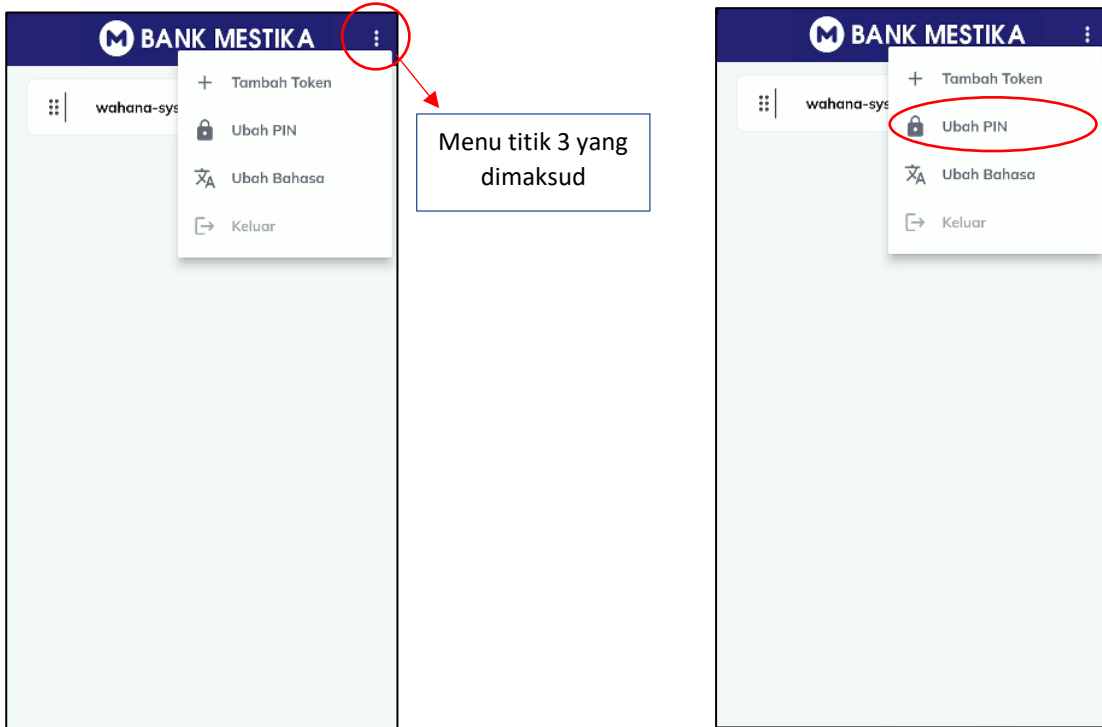 BANK MESTIKA
Tambah Token
wahana-sys
Ubah PIN
Ubah Bahasa
Keluar
Menu titik 3 yang
dimaksud
BANK MESTIKA
Tambah Token
wahana-sys
Ubah PIN
Ubah Bahasa
Keluar